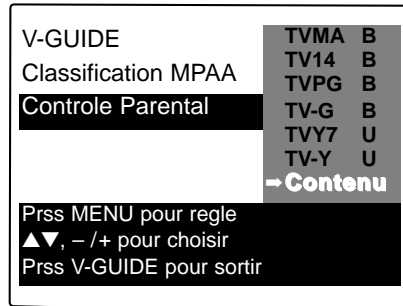 V-GUIDE
Classification MPAA
Controle Parental
TVMA B
TV14 B
TVPG B
TV-G B
TVY7 U
TV-Y U
➡Contenu
Prss MENU pour regle
▲▼, – /+ pour choisir
Prss V-GUIDE pour sortir